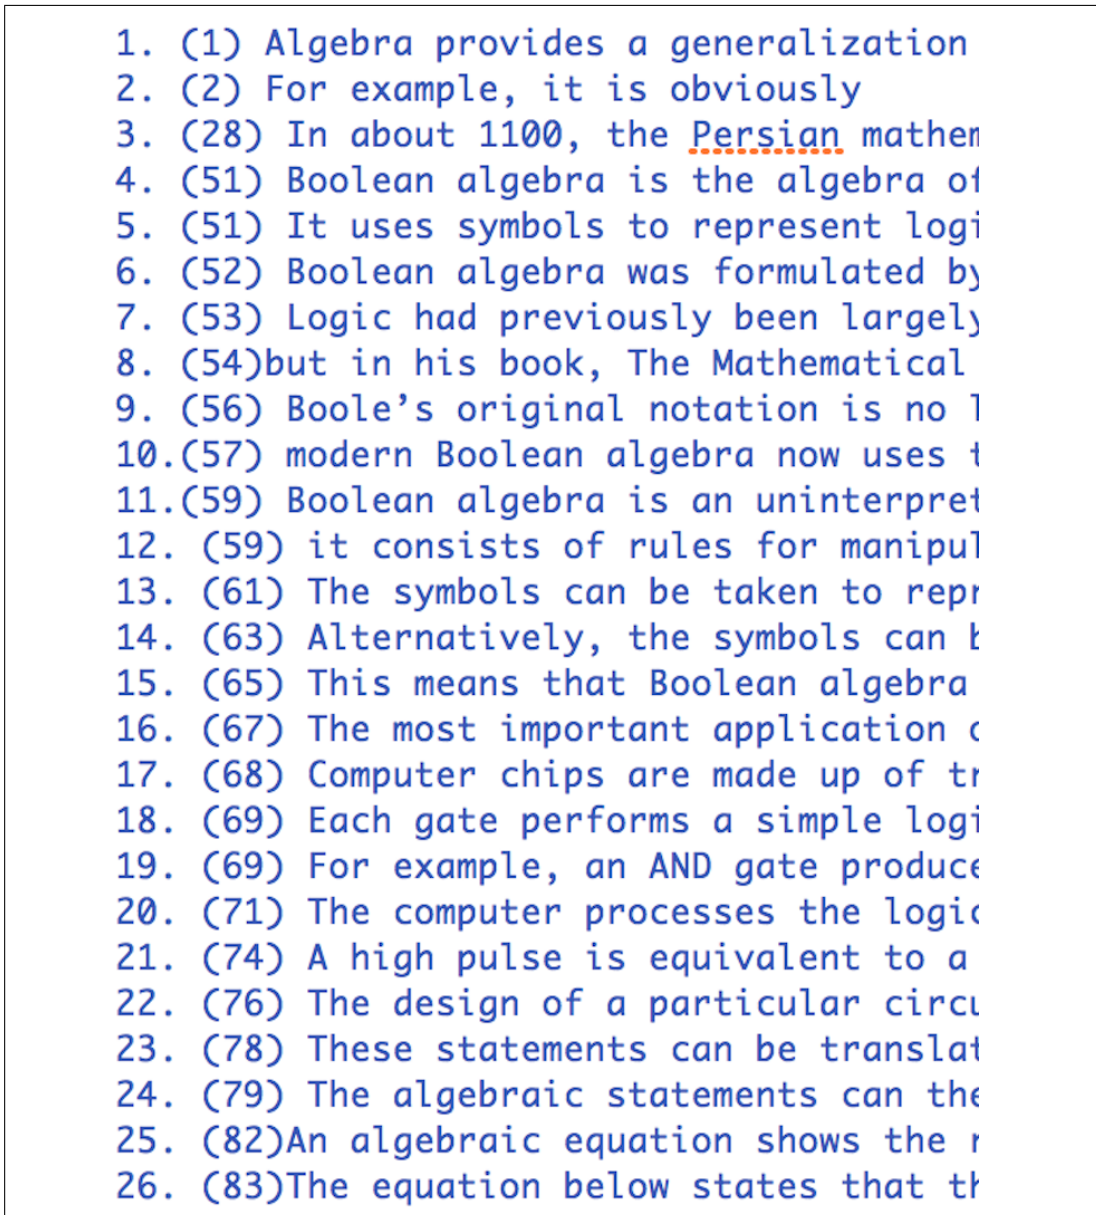 1. (1) Algebra provides a generalization
2. (2) For example, it is obviously
3. (28) In about 1100, the Persian
4. (51) Boolean algebra is the algebra of
5. (51) It uses symbols to represent
6. (52) Boolean algebra was formulated by
7. (53) Logic had previously been largely
8. (54)but in his book, The Mathematical
9. (56) Boole’s original notation is no
10.(57) modern Boolean algebra now uses
11.(59) Boolean algebra is an
12. (59) it consists of rules for
13. (61) The symbols can be taken to
14. (63) Alternatively, the symbols can
15. (65) This means that Boolean algebra
16. (67) The most important application
17. (68) Computer chips are made up of
18. (69) Each gate performs a simple
19. (69) For example, an AND gate
20. (71) The computer processes the
21. (74) A high pulse is equivalent to a
22. (76) The design of a particular
23. (78) These statements can be
24. (79) The algebraic statements can
25. (82)An algebraic equation shows the
26. (83)The equation below states that